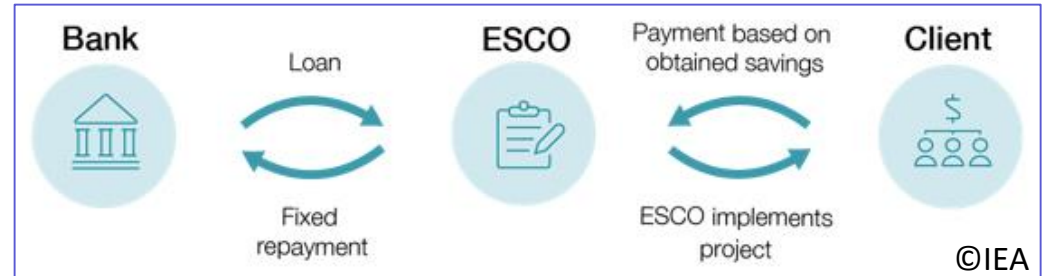 Bank
Loan
Fixed
repayment
ESCO
Payment based on
obtained savings
ESCO implements
project
Client
$
©IEA